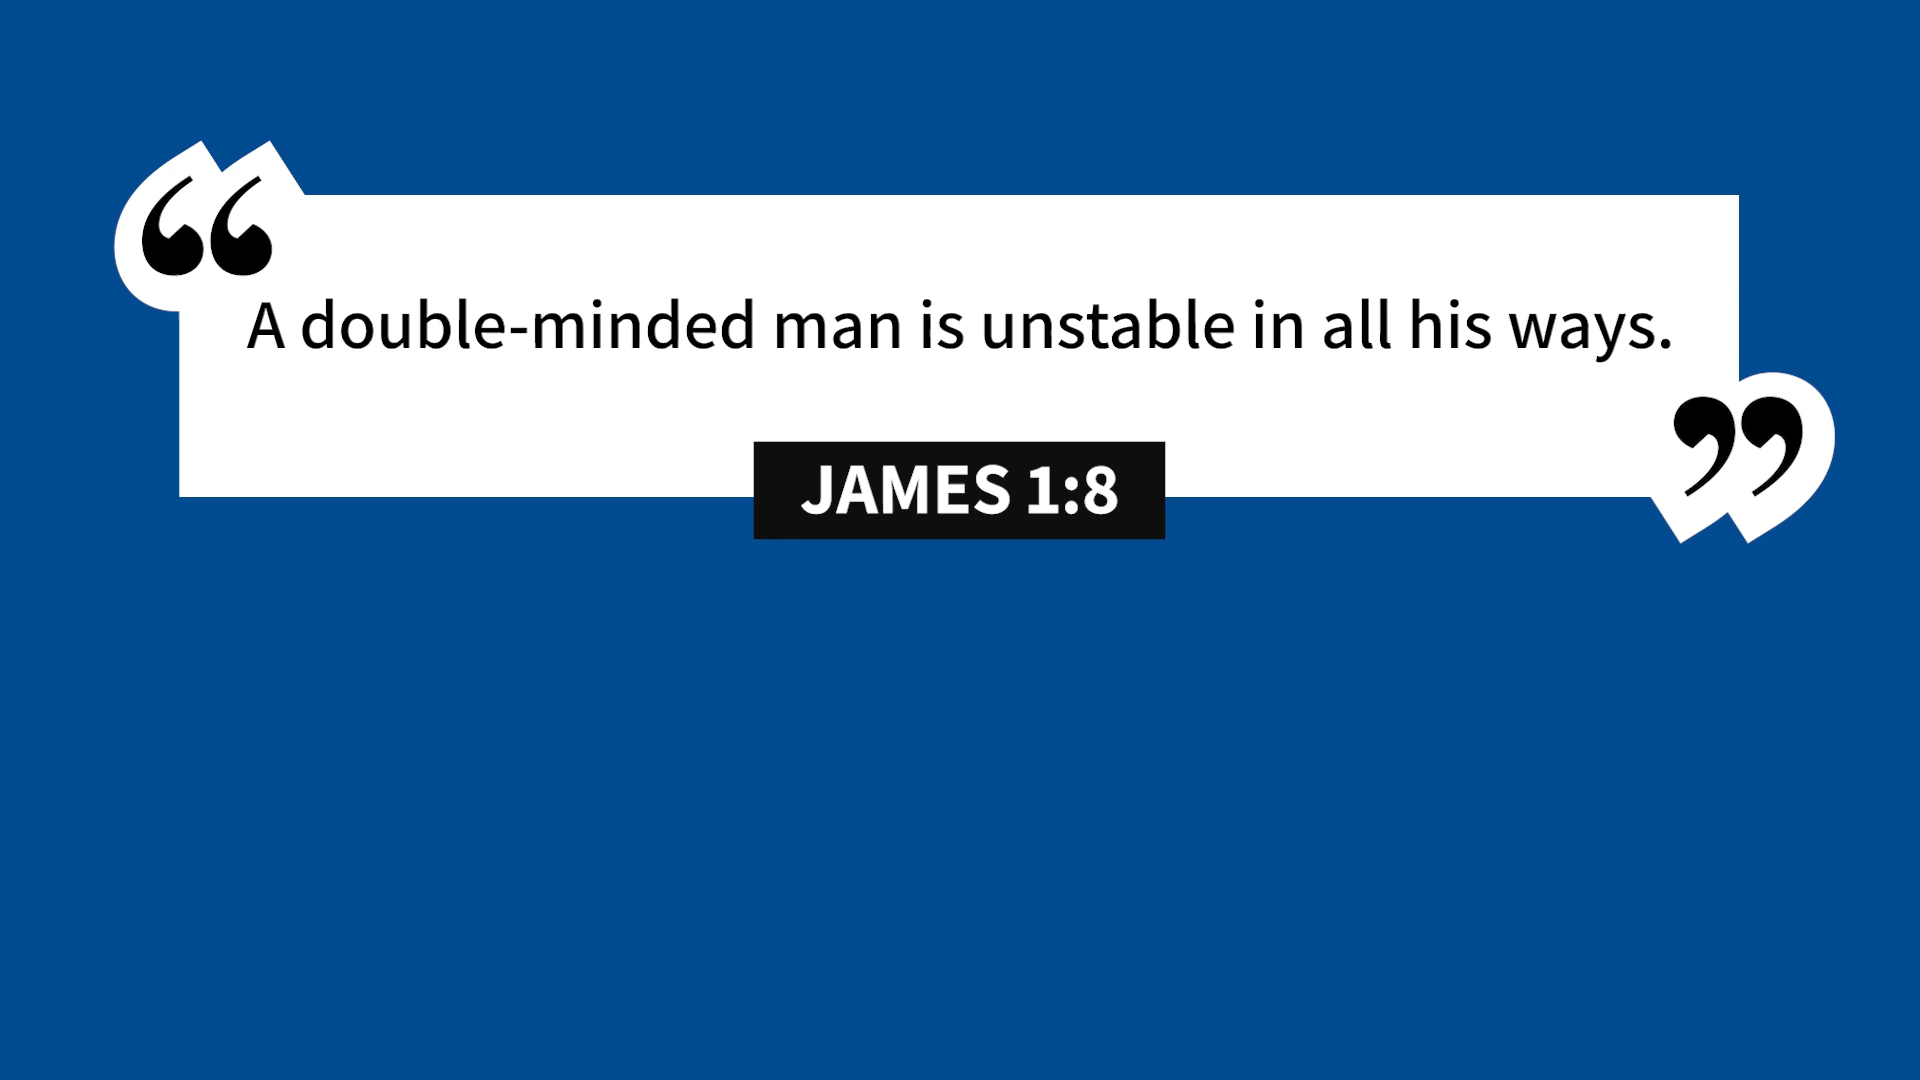 “
A double-minded man is unstable in all his ways.
”
JAMES 1:8